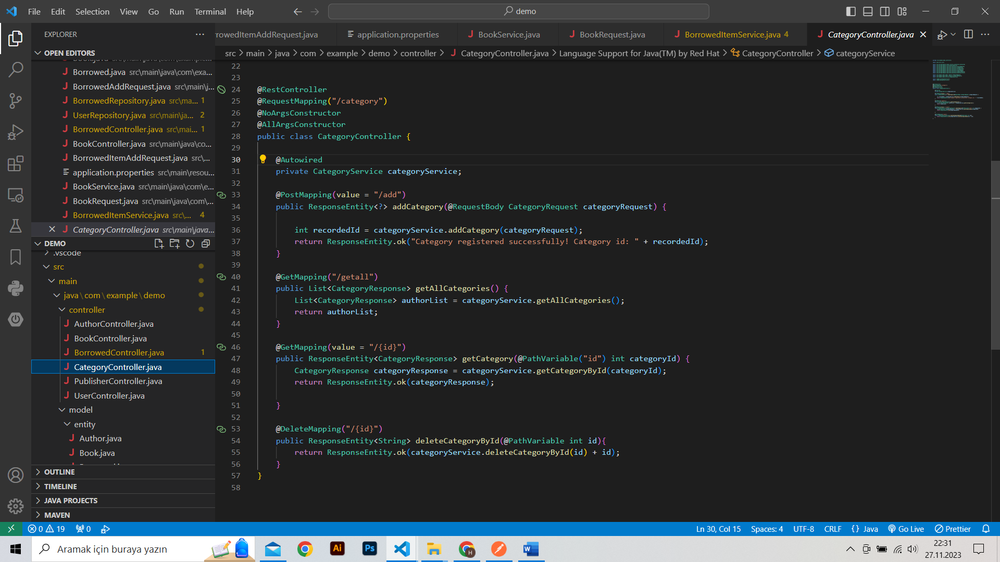 File Edit Selection View Go Run Terminal Help
demo
EXPLORER
rowedItemAddRequest.java application.properties BookService.java BookRequest.java BorrowedItemService.java 4 CategoryController.java
OPEN EDITORS
src > main > java > com > example > demo > controller > CategoryController.java > Language Support for Java(TM) by Red Hat > CategoryController > categoryService
Borrowed.java src\main\java\com\exa...
BorrowedAddRequest.java src\main\j...
BorrowedRepository.java src\ma... 1
UserRepository.java src\main\ja... 2
BorrowedController.java src\mai... 1
BookController.java src\main\java\co...
BorrowedItemAddRequest.java src\...
application.properties src\main\resou...
BookService.java src\main\java\com\e...
BookRequest.java src\main\java\com\...
BorrowedItemService.java src\... 4
CategoryController.java src\main\java...
DEMO
.vscode
src
main
java\com\example\demo
controller
AuthorController.java
BookController.java
BorrowedController.java 1
CategoryController.java
PublisherController.java
UserController.java
model
entity
Author.java
Book.java
OUTLINE
TIMELINE
JAVA PROJECTS
MAVEN
22
23
24 @RestController
25 @RequestMapping("/category")
26 @NoArgsConstructor
27 @AllArgsConstructor
28 public class CategoryController {
29
30 @Autowired
31 private CategoryService categoryService;
32
33 @PostMapping(value = "/add")
34 public ResponseEntity<?> addCategory(@RequestBody CategoryRequest categoryRequest) {
35
36 int recordedId = categoryService.addCategory(categoryRequest);
37 return ResponseEntity.ok("Category registered successfully! Category id: " + recordedId);
38 }
39
40 @GetMapping("/getall")
41 public List<CategoryResponse> getAllCategories() {
42 List<CategoryResponse> authorList = categoryService.getAllCategories();
43 return authorList;
44 }
45
46 @GetMapping(value = "/{id}")
47 public ResponseEntity<CategoryResponse> getCategory(@PathVariable("id") int categoryId) {
48 CategoryResponse categoryResponse = categoryService.getCategoryById(categoryId);
49 return ResponseEntity.ok(categoryResponse);
50
51 }
52
53 @DeleteMapping("/{id}")
54 public ResponseEntity<String> deleteCategoryById(@PathVariable int id){
55 return ResponseEntity.ok(categoryService.deleteCategoryById(id) + id);
56 }
57 }
58
0 19 0 Ln 30, Col 15 Spaces: 4 UTF-8 CRLF {} Java Go Live Prettier
Aramak için buraya yazın
Ai Ps H W
22:31
27.11.2023